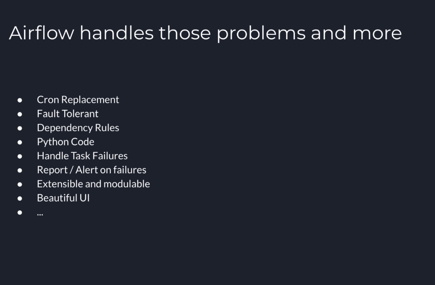 Airflow handles those problems and more
● Cron Replacement
● Fault Tolerant
● Dependency Rules
● Python Code
● Handle Task Failures
● Report / Alert on failures
● Extensible and modulable
● Beautiful UI
● ...